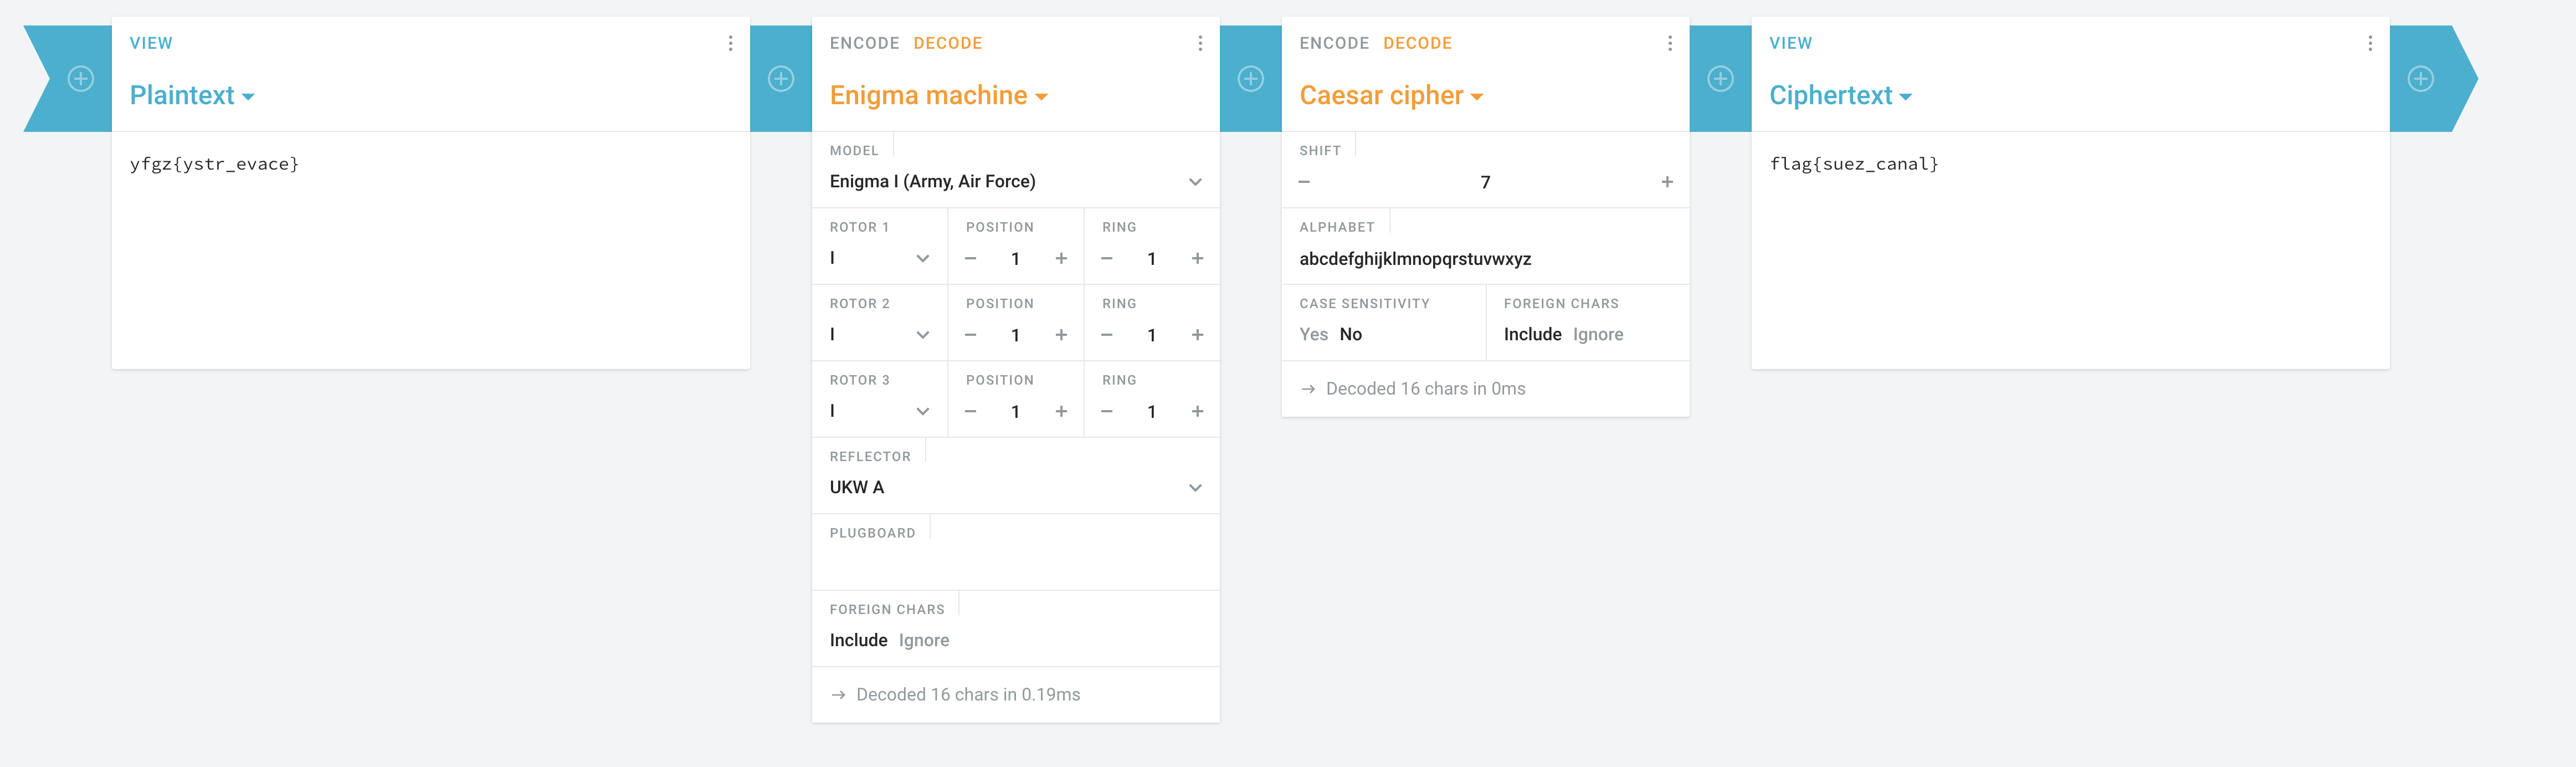 VIEW
Plaintext
yfgz{ystr_evace}
ENCODE DECODE
Enigma machine
MODEL
Enigma I (Army, Air Force)
ROTOR 1 POSITION RING
I − 1 + − 1 +
ROTOR 2 POSITION RING
I − 1 + − 1 +
ROTOR 3 POSITION RING
I − 1 + − 1 +
REFLECTOR
UKW A
PLUGBOARD
FOREIGN CHARS
Include Ignore
→ Decoded 16 chars in 0.19ms
ENCODE DECODE
Caesar cipher
SHIFT
− 7 +
ALPHABET
abcdefghijklmnopqrstuvwxyz
CASE SENSITIVITY FOREIGN CHARS
Yes No Include Ignore
→ Decoded 16 chars in 0ms
VIEW
Ciphertext
flag{suez_canal}